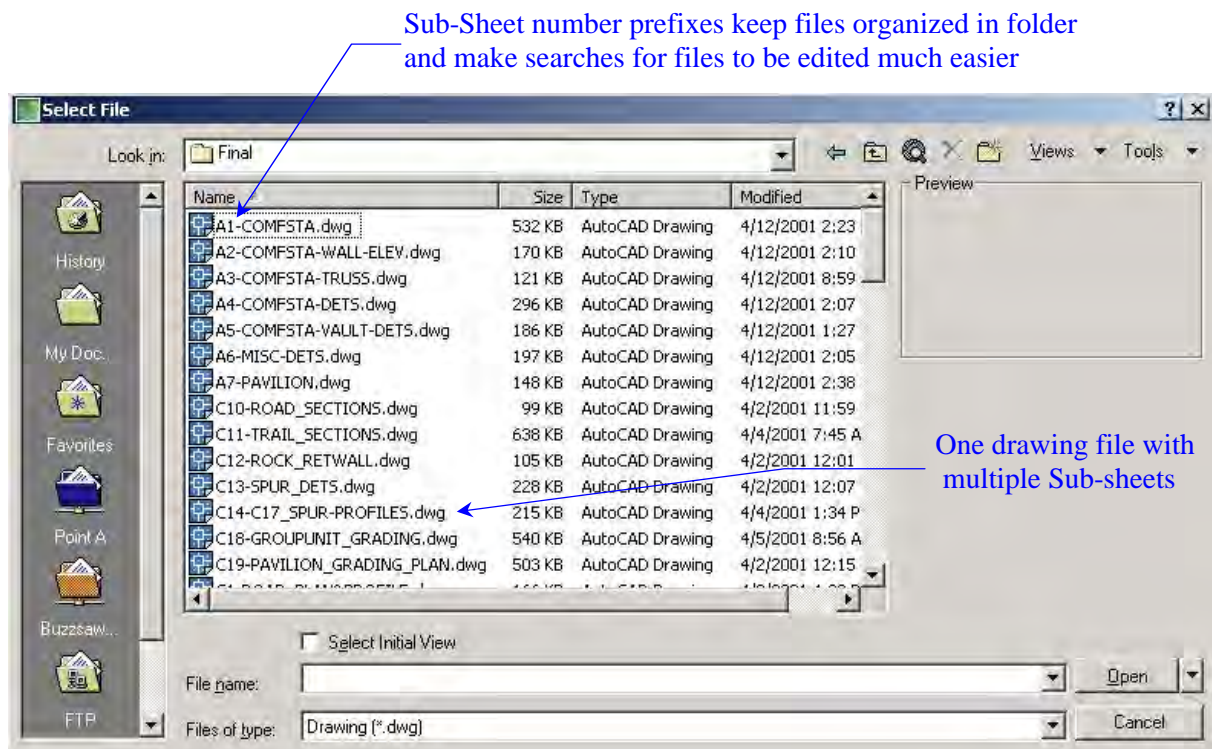 Sub-Sheet number prefixes keep files organized in folder
and make searches for files to be edited much easier
Select File
Look in: Final Views Tools
Name Size Type Modified Preview
A1-COMFSTA.dwg 532 KB AutoCAD Drawing 4/12/2001 2:23
A2-COMFSTA-WALL-ELEV.dwg 170 KB AutoCAD Drawing 4/12/2001 2:10
A3-COMFSTA-TRUSS.dwg 121 KB AutoCAD Drawing 4/12/2001 8:59
A4-COMFSTA-DETS.dwg 296 KB AutoCAD Drawing 4/12/2001 2:07
A5-COMFSTA-VAULT-DETS.dwg 186 KB AutoCAD Drawing 4/12/2001 1:27
A6-MISC-DETS.dwg 197 KB AutoCAD Drawing 4/12/2001 2:05
A7-PAVILION.dwg 148 KB AutoCAD Drawing 4/12/2001 2:38
C10-ROAD_SECTIONS.dwg 99 KB AutoCAD Drawing 4/2/2001 11:59
C11-TRAIL_SECTIONS.dwg 638 KB AutoCAD Drawing 4/4/2001 7:45 A
C12-ROCK_RETWALL.dwg 105 KB AutoCAD Drawing 4/2/2001 12:01
C13-SPUR_DETS.dwg 228 KB AutoCAD Drawing 4/2/2001 12:07
C14-C17_SPUR-PROFILES.dwg 215 KB AutoCAD Drawing 4/4/2001 1:34 P
C18-GROUPUNIT_GRADING.dwg 540 KB AutoCAD Drawing 4/5/2001 8:56 A
C19-PAVILION_GRADING_PLAN.dwg 503 KB AutoCAD Drawing 4/2/2001 12:15
History
My Doc...
Favorites
Point A
Buzzsaw...
FTP
One drawing file with
multiple Sub-sheets
Select Initial View
File name: Open
Files of type: Drawing (*.dwg) Cancel